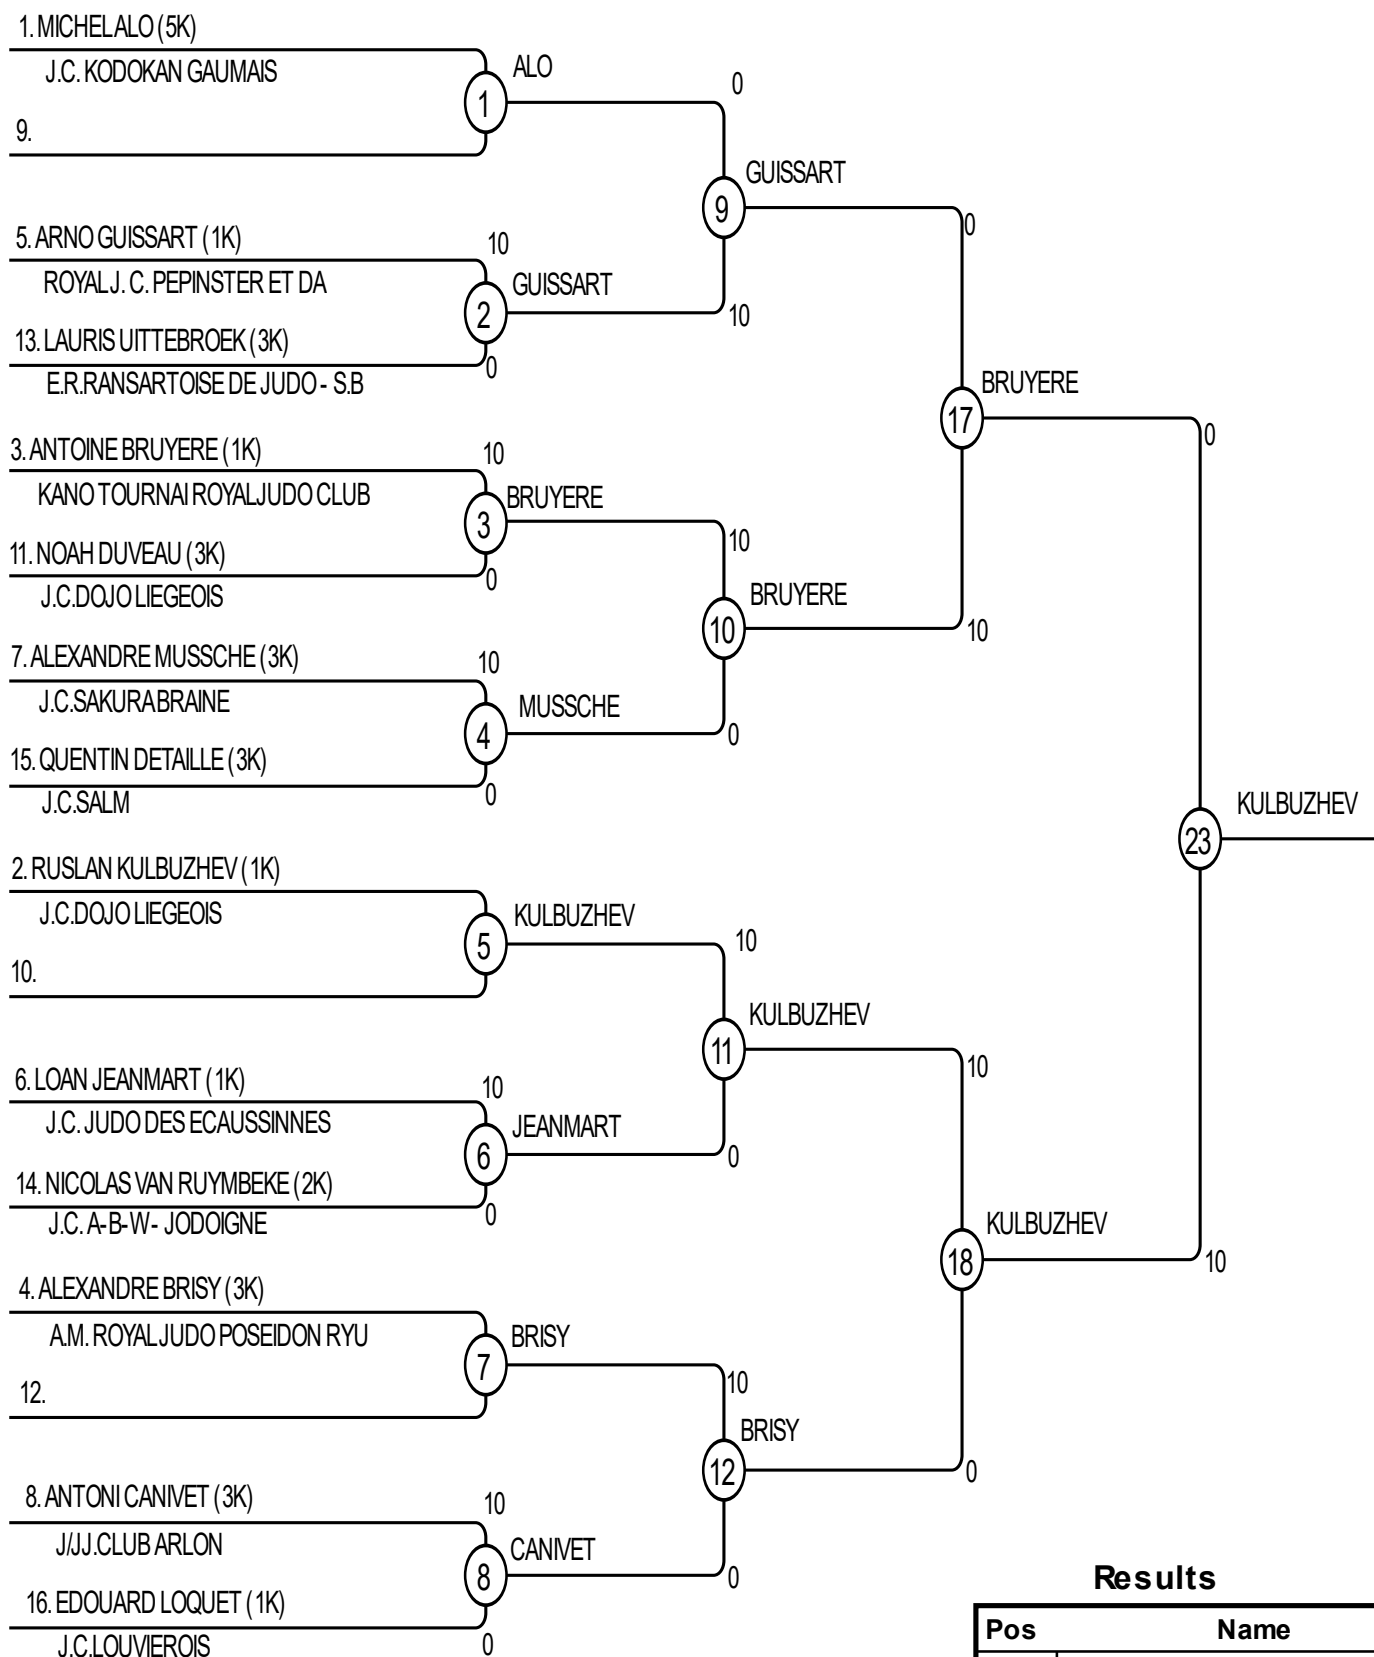 1. MICHEL ALO (5K)
J.C. KODOKAN GAUMAIS
9.
1
ALO
0
5. ARNO GUISSART (1K)
ROYAL J. C. PEPINSTER ET DA
13. LAURIS UITTEBROEK (3K)
E.R.RANSARTOISE DE JUDO - S.B
10
2
0
GUISSART
10
9
GUISSART
0
3. ANTOINE BRUYERE (1K)
KANO TOURNAI ROYAL JUDO CLUB
11. NOAH DUVEAU (3K)
J.C.DOJO LIEGEOIS
10
3
0
BRUYERE
10
7. ALEXANDRE MUSSCHE (3K)
J.C.SAKURA BRAINE
15. QUENTIN DETAILLE (3K)
J.C.SALM
10
4
0
MUSSCHE
0
10
BRUYERE
10
17
BRUYERE
0
2. RUSLAN KULBUZHEV (1K)
J.C.DOJO LIEGEOIS
10.
5
KULBUZHEV
10
6. LOAN JEANMART (1K)
J.C. JUDO DES ECAUSSINNES
14. NICOLAS VAN RUYMBEKE (2K)
J.C. A-B-W- JODOIGNE
10
6
0
JEANMART
0
11
KULBUZHEV
10
4. ALEXANDRE BRISY (3K)
A.M. ROYAL JUDO POSEIDON RYU
12.
7
BRISY
10
8. ANTONI CANIVET (3K)
J/JJ.CLUB ARLON
16. EDOUARD LOQUET (1K)
J.C.LOUVIEROIS
10
8
0
CANIVET
0
12
BRISY
0
18
KULBUZHEV
10
23
KULBUZHEV
Results
Pos Name